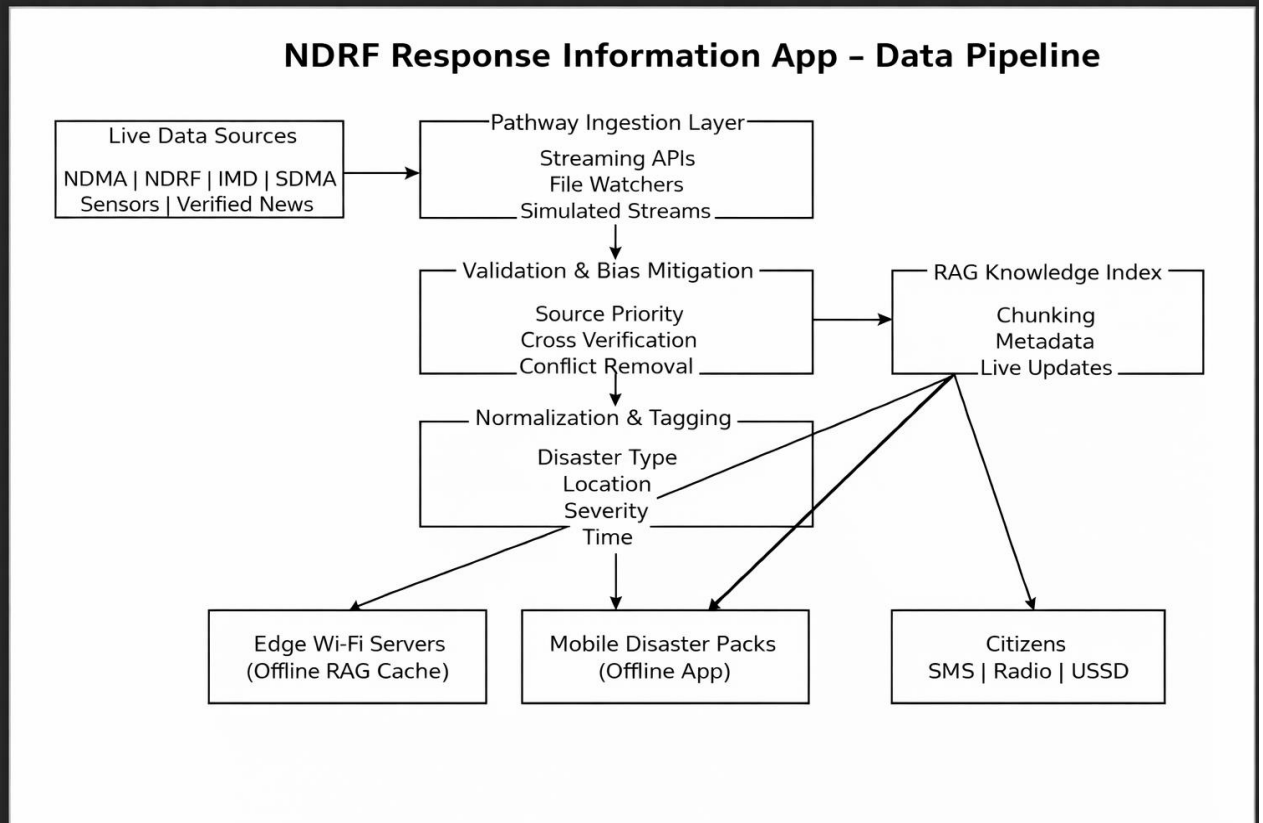 NDRF Response Information App – Data Pipeline
Live Data Sources
NDMA | NDRF | IMD | SDMA
Sensors | Verified News
Pathway Ingestion Layer
Streaming APIs
File Watchers
Simulated Streams
Validation & Bias Mitigation
Source Priority
Cross Verification
Conflict Removal
RAG Knowledge Index
Chunking
Metadata
Live Updates
Normalization & Tagging
Disaster Type
Location
Severity
Time
Edge Wi-Fi Servers
(Offline RAG Cache)
Mobile Disaster Packs
(Offline App)
Citizens
SMS | Radio | USSD